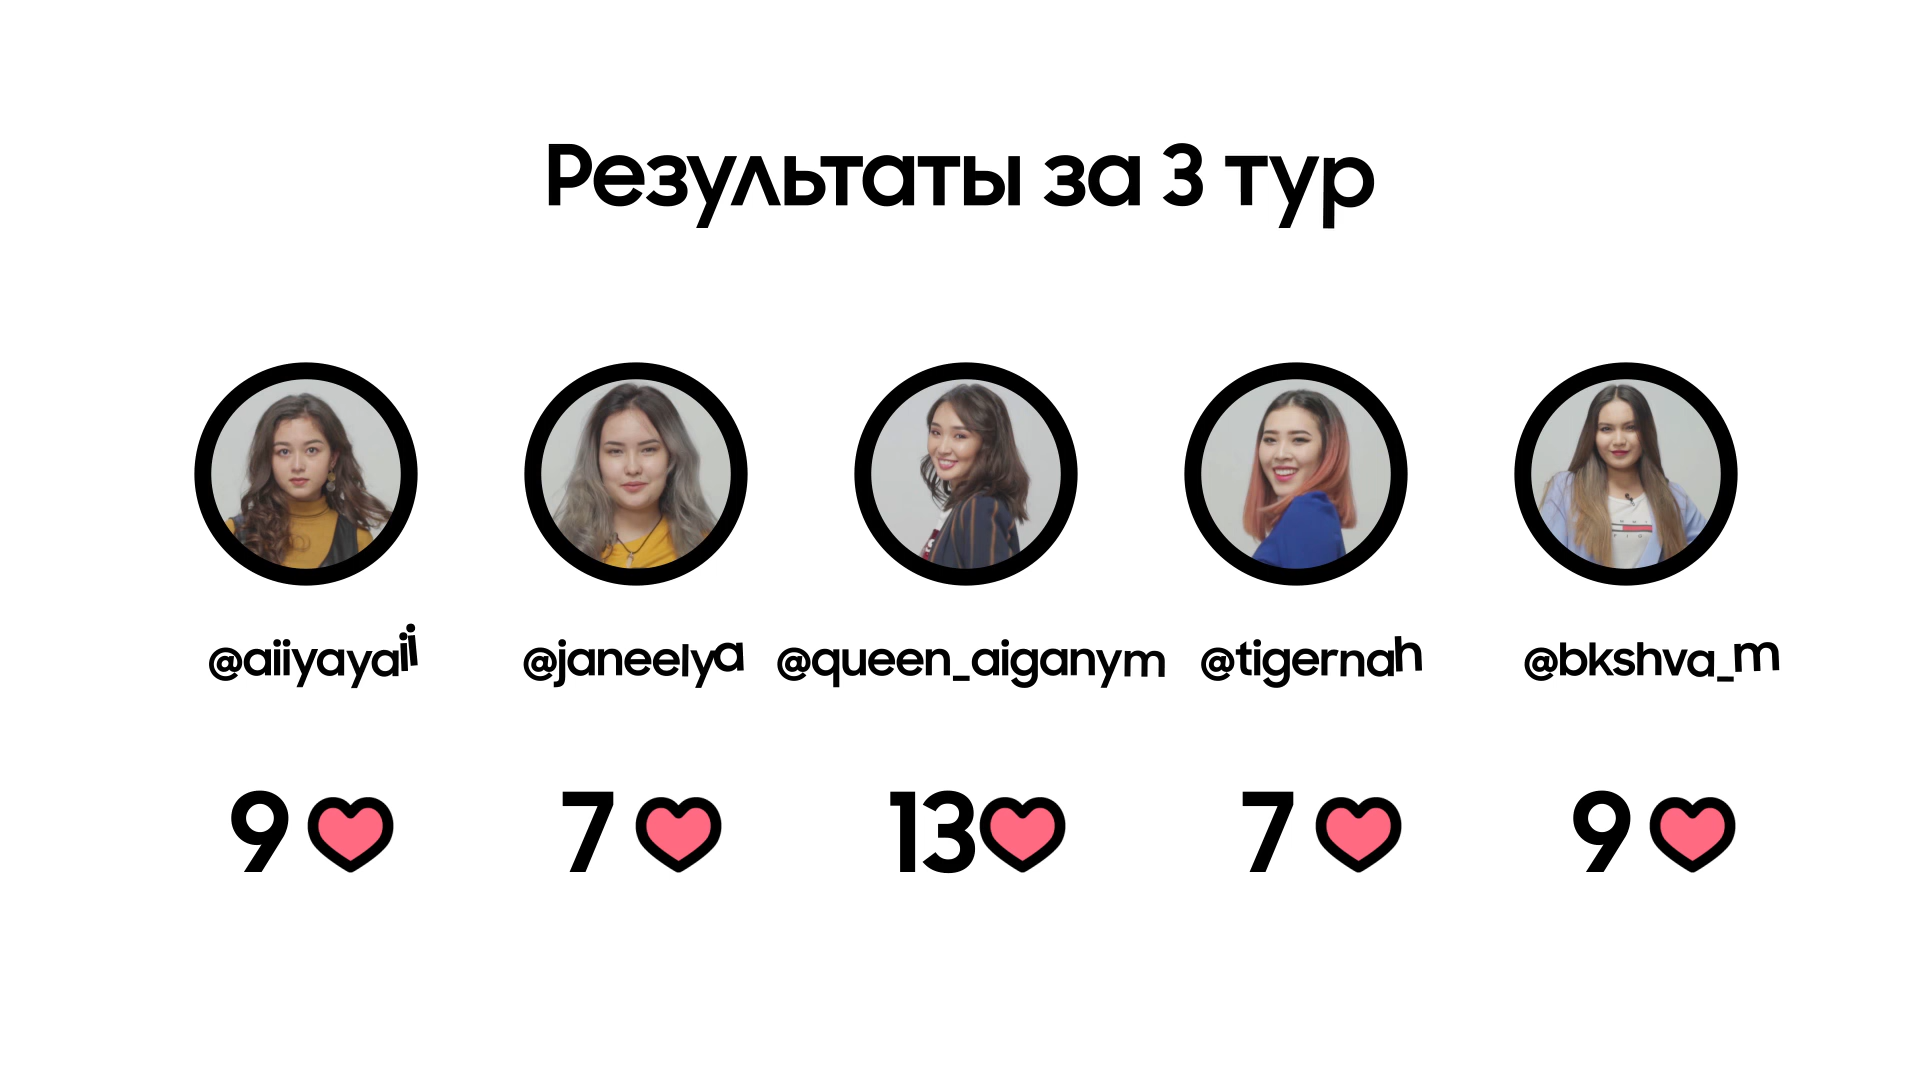 Результаты за 3 тур
@aiiyayaii @janeelya @queen_aiganym @tigernah @bkshva_m
9 7 13 7 9